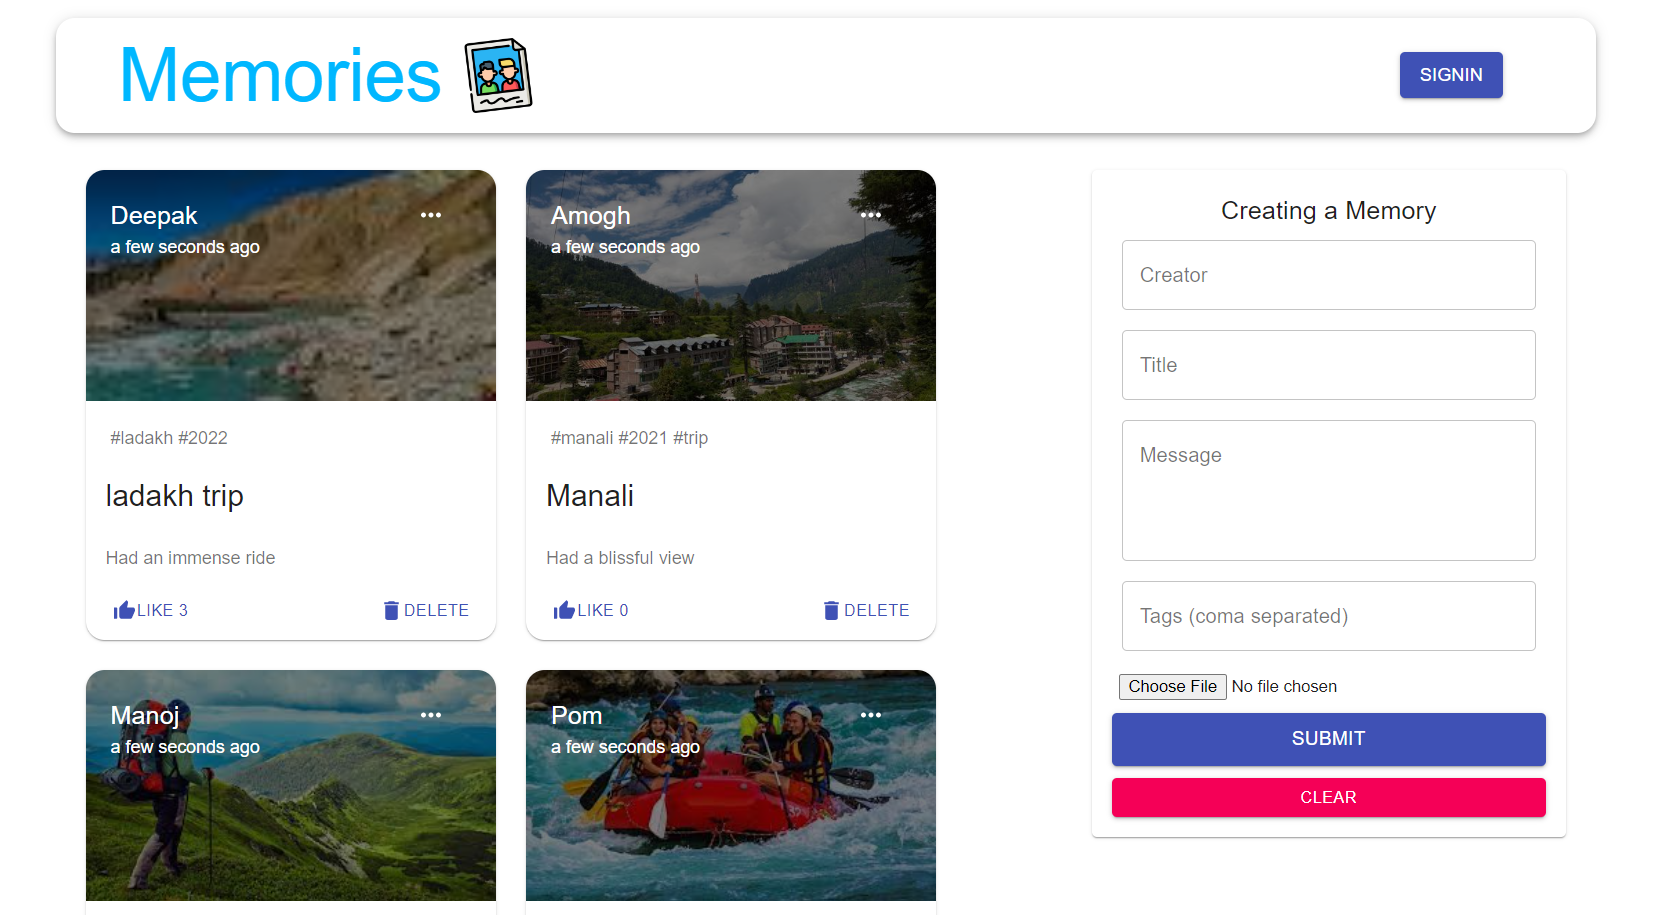 Memories
SIGNIN
Deepak
a few seconds ago
#ladakh #2022
ladakh trip
Had an immense ride
LIKE 3
DELETE
Amogh
a few seconds ago
#manali #2021 #trip
Manali
Had a blissful view
LIKE 0
DELETE
Manoj
a few seconds ago
Pom
a few seconds ago
Creating a Memory
Creator
Title
Message
Tags (coma separated)
Choose File No file chosen
SUBMIT
CLEAR